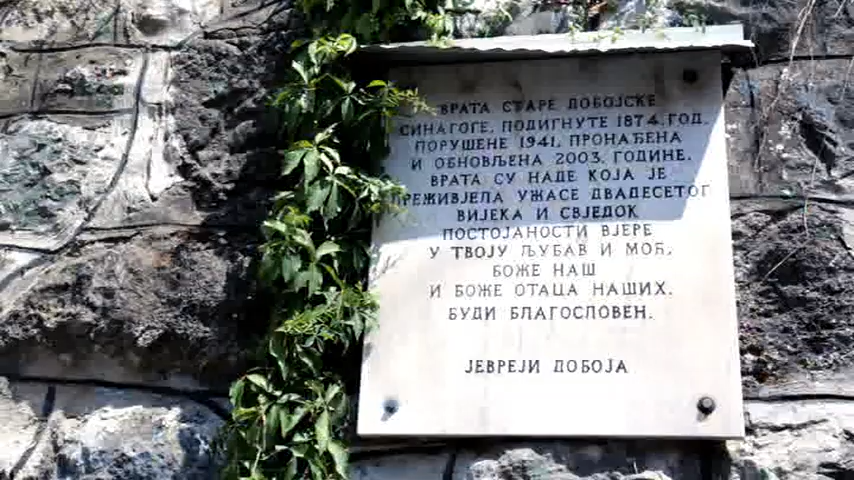 ВРАТА СТАРЕ ДОБОЈСКЕ
СИНАГОГЕ, ПОДИГНУТЕ 1874. ГОД.
ПОРУШЕНЕ 1941, ПРОНАЂЕНА
И ОБНОВЉЕНА 2003. ГОДИНЕ.
ВРАТА СУ НАДЕ КОЈА ЈЕ
ПРЕЖИВЈЕЛА УЖАСЕ ДВАДЕСЕТОГ
ВИЈЕКА И СВЈЕДОК
ПОСТОЈАНОСТИ ВЈЕРЕ
У ТВОЈУ ЉУБАВ И МОЋ,
БОЖЕ НАШ
И БОЖЕ ОТАЦА НАШИХ.
БУДИ БЛАГОСЛОВЕН.
ЈЕВРЕЈИ ДОБОЈА